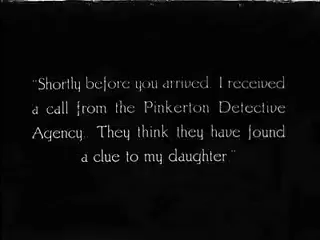 "Shortly before you arrived. I received
a call from the Pinkerton Detective
Agency. They think they have found
a clue to my daughter"